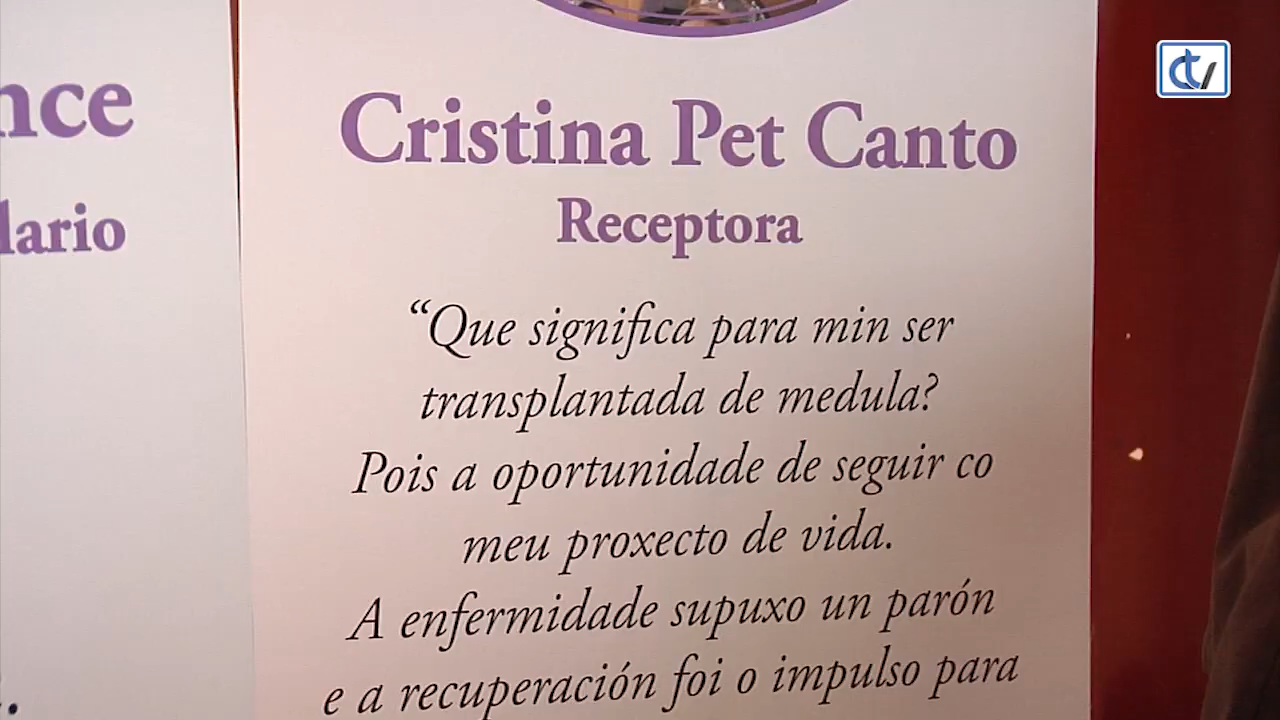 nce
lario
Cristina Pet Canto
Receptora
“Que significa para min ser
transplantada de medula?
Pois a oportunidade de seguir co
meu proxecto de vida.
A enfermidade supuxo un parón
e a recuperación foi o impulso para